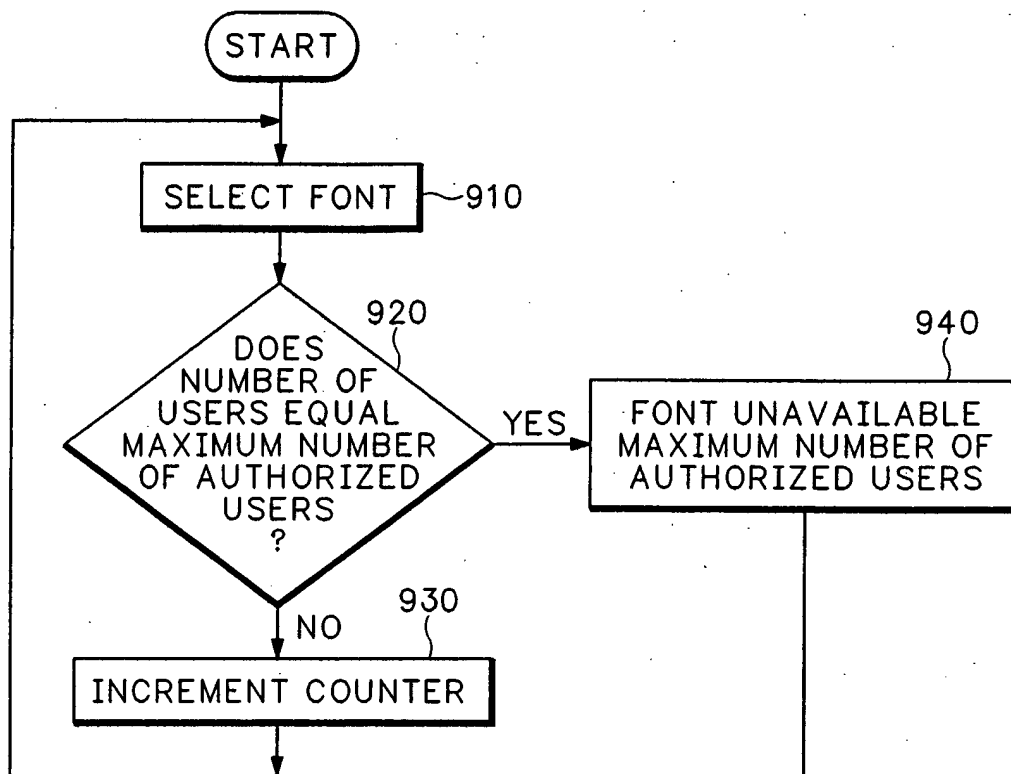 START
SELECT FONT
910
920
DOES
NUMBER OF
USERS EQUAL
MAXIMUM NUMBER
OF AUTHORIZED
USERS
?
YES
940
FONT UNAVAILABLE
MAXIMUM NUMBER OF
AUTHORIZED USERS
NO
930
INCREMENT COUNTER